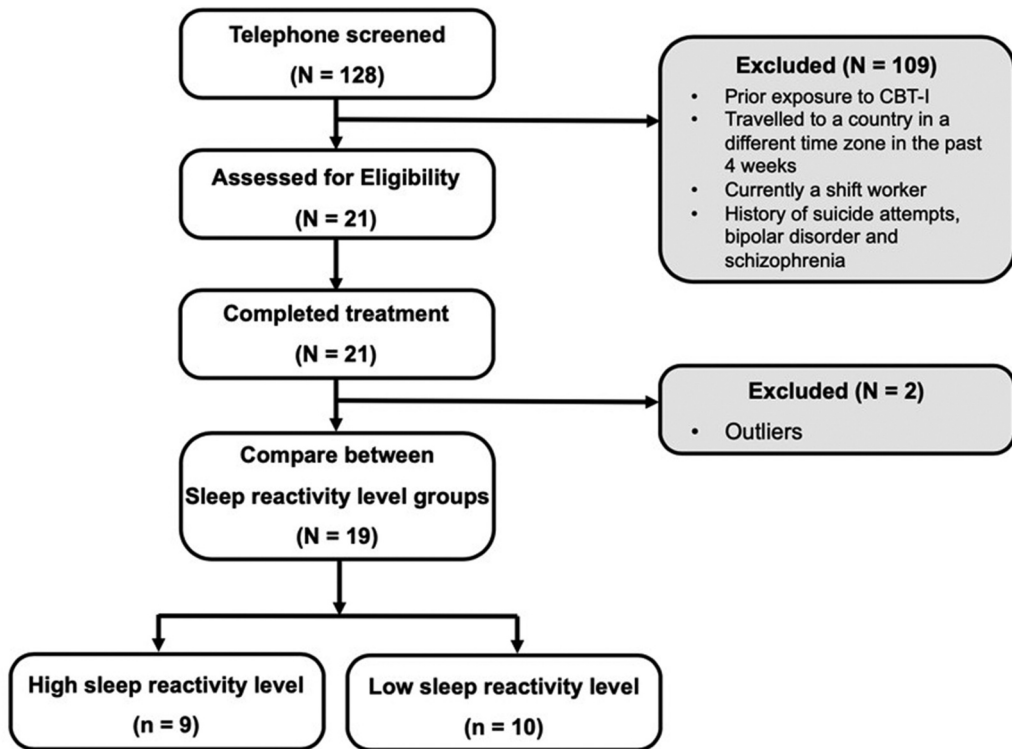 Telephone screened
(N = 128)
Excluded (N = 109)
• Prior exposure to CBT-I
• Travelled to a country in a
different time zone in the past
4 weeks
• Currently a shift worker
• History of suicide attempts,
bipolar disorder and
schizophrenia
Assessed for Eligibility
(N = 21)
Completed treatment
(N = 21)
Excluded (N = 2)
• Outliers
Compare between
Sleep reactivity level groups
(N = 19)
High sleep reactivity level
(n = 9)
Low sleep reactivity level
(n = 10)